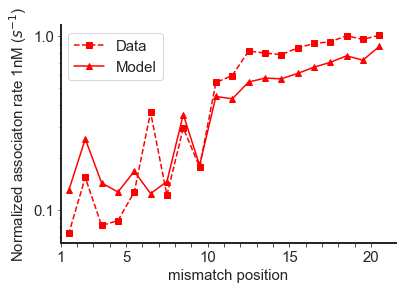 Normalized associaton rate 1nM (s⁻¹)
1.0
0.1
Data
Model
1 5 10 15 20
mismatch position